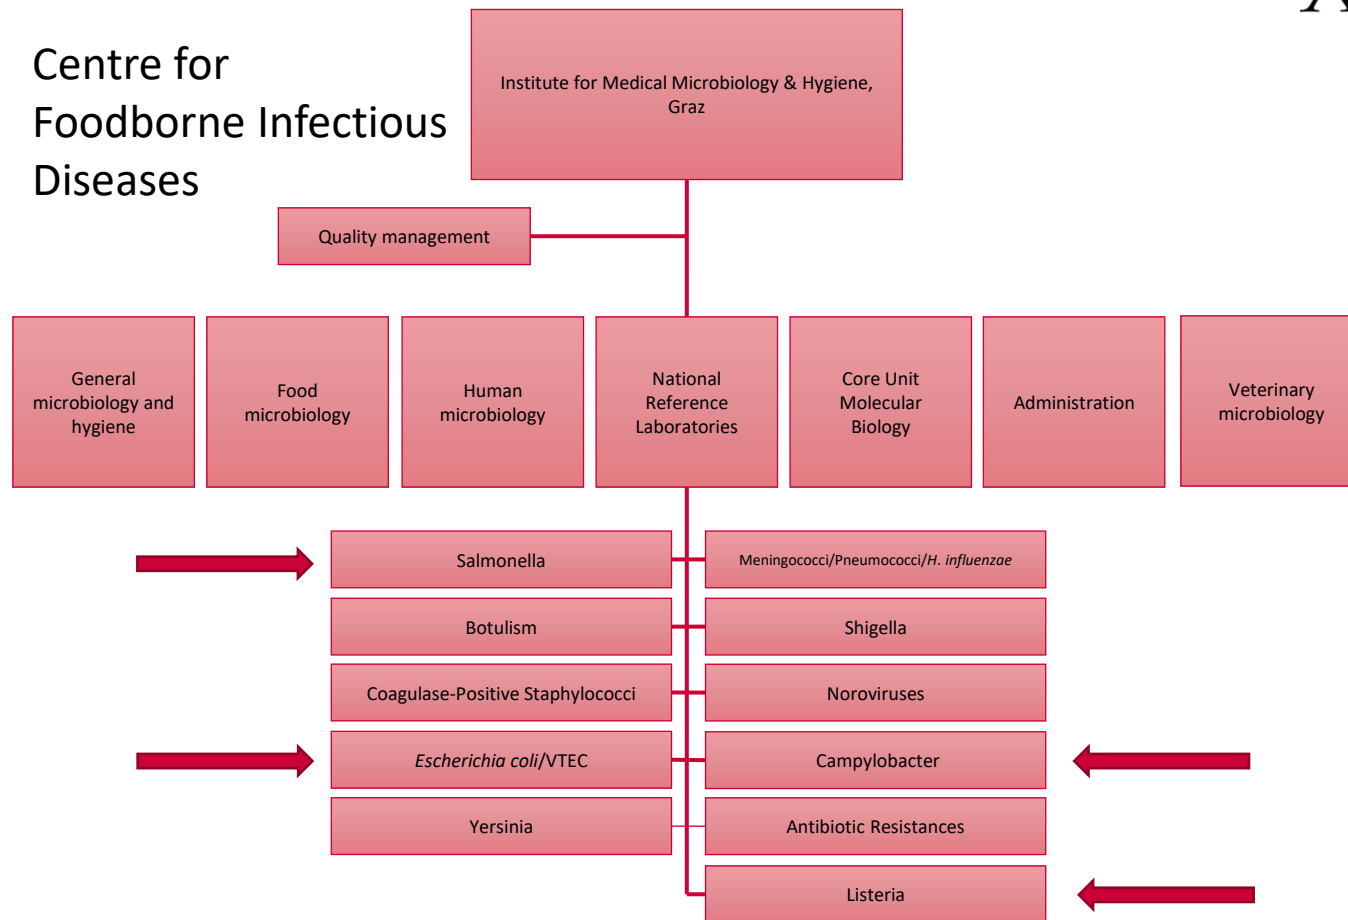 Centre for
Foodborne Infectious
Diseases
Institute for Medical Microbiology & Hygiene,
Graz
Quality management
General
microbiology and
hygiene
Food
microbiology
Human
microbiology
National
Reference
Laboratories
Core Unit
Molecular
Biology
Administration
Veterinary
microbiology
Salmonella
Meningococci/Pneumococci/H. influenzae
Botulism
Shigella
Coagulase-Positive Staphylococci
Noroviruses
Escherichia coli/VTEC
Campylobacter
Yersinia
Antibiotic Resistances
Listeria